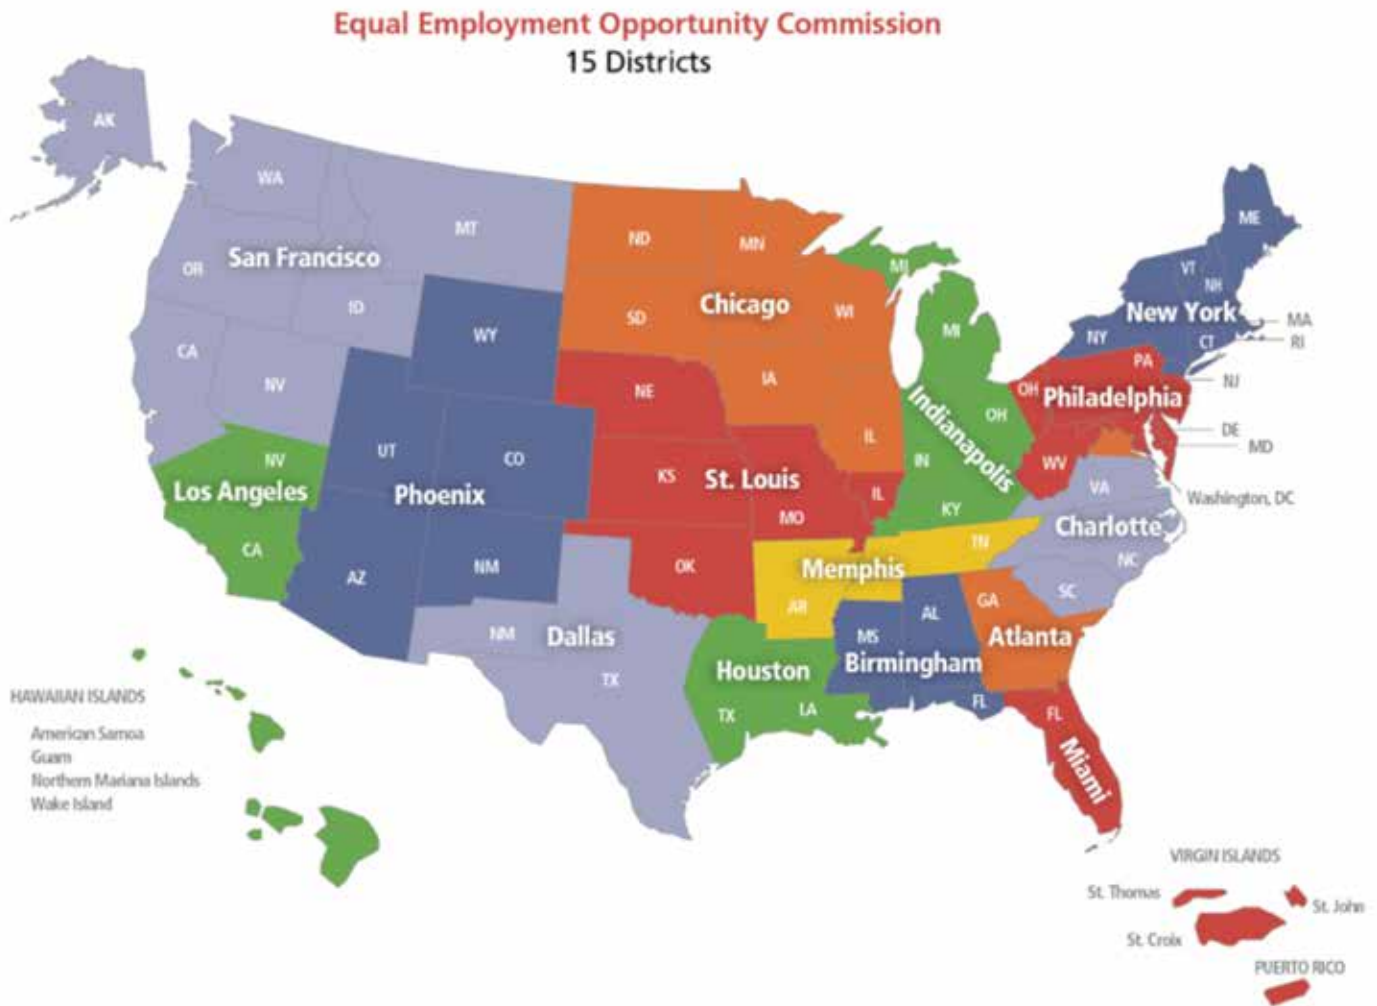 Equal Employment Opportunity Commission
15 Districts
AK
WA
MT
ND
MN
ME
OR
San Francisco
ID
SD
Chicago
WI
MI
MI
VT
NH
New York
MA
RI
CA
NV
WY
NE
IA
NY
CT
PA
NJ
OH
Philadelphia
OH
Indianapolis
DE
MD
NV
Los Angeles
CA
UT
CO
Phoenix
KS
St. Louis
MO
IL
IL
IN
KY
WV
VA
Washington, DC
Charlotte
NC
SC
AZ
NM
OK
Memphis
TN
AR
NM
Dallas
TX
Houston
TX
LA
MS
AL
Birmingham
FL
GA
Atlanta
FL
Miami
HAWAIIAN ISLANDS
American Samoa
Guam
Northern Mariana Islands
Wake Island
VIRGIN ISLANDS
St. Thomas
St. John
St. Croix
PUERTO RICO